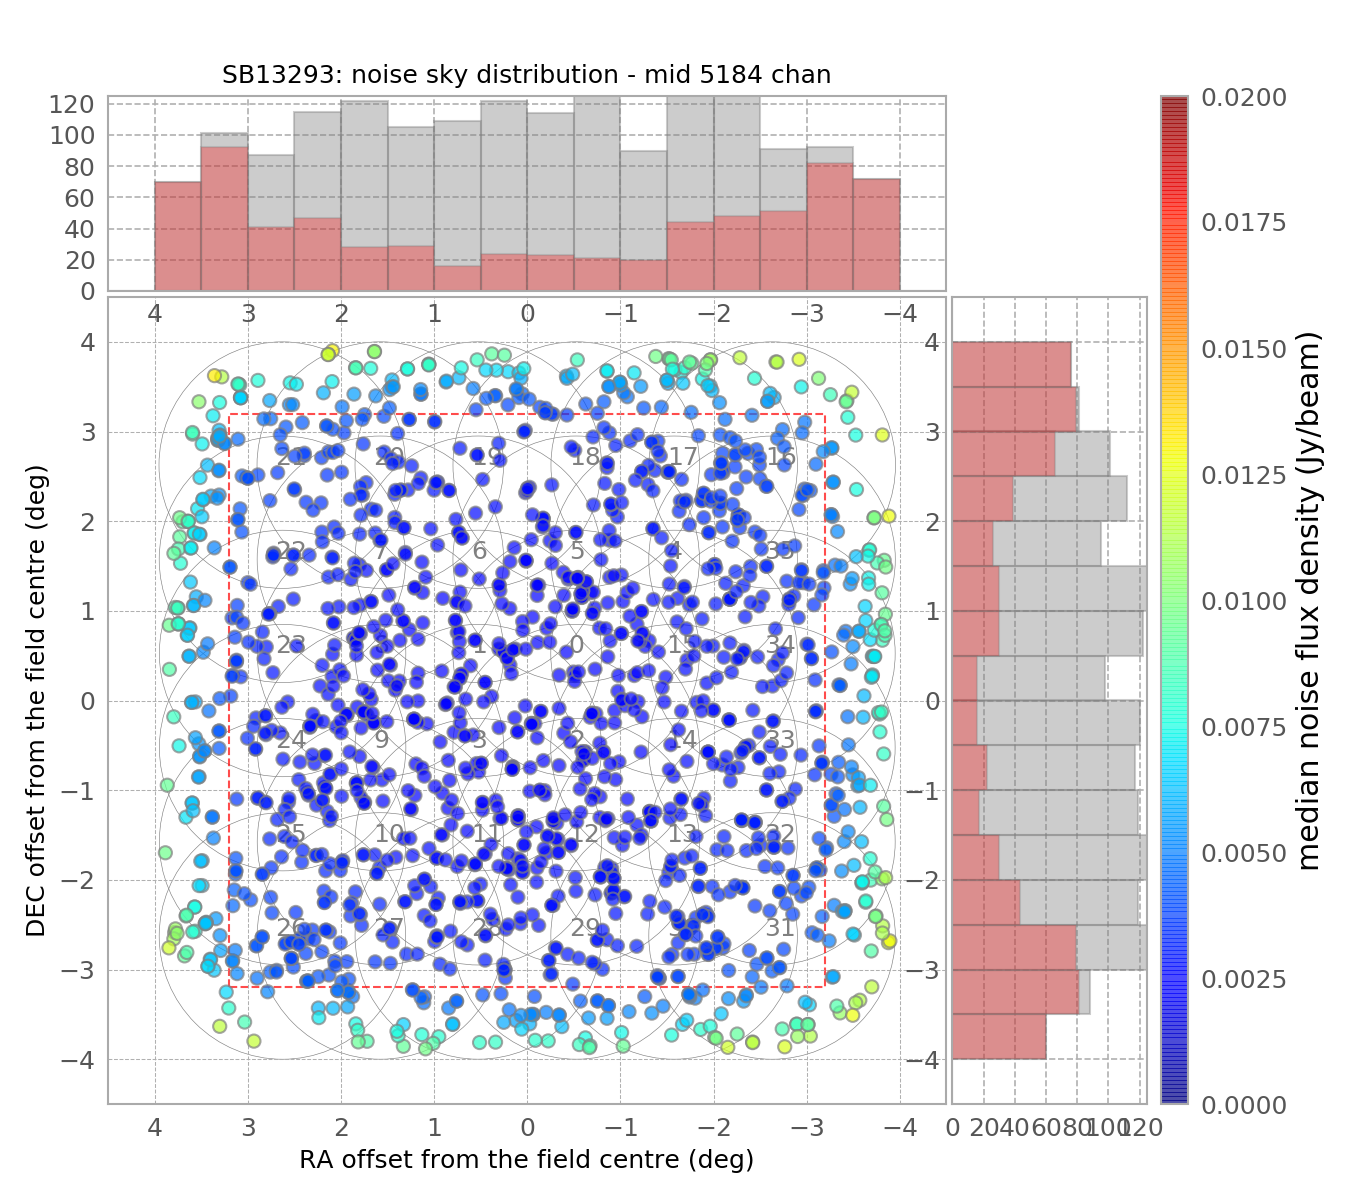 SB13293: noise sky distribution - mid 5184 chan
120
100
80
60
40
20
0
4 3 2 1 0 −1 −2 −3 −4
4
3
2
1
0
−1
−2
−3
−4
DEC offset from the field centre (deg)
21 20 19 18 17 16
22 7 6 5 4 35
23 8 1 0 15 34
24 9 3 2 14 33
25 10 11 12 13 32
26 27 28 29 31
4 3 2 1 0 −1 −2 −3 −4
RA offset from the field centre (deg)
4
3
2
1
0
−1
−2
−3
−4
0 20 40 60 80 100 120
0.0200
0.0175
0.0150
0.0125
0.0100
0.0075
0.0050
0.0025
0.0000
median noise flux density (Jy/beam)